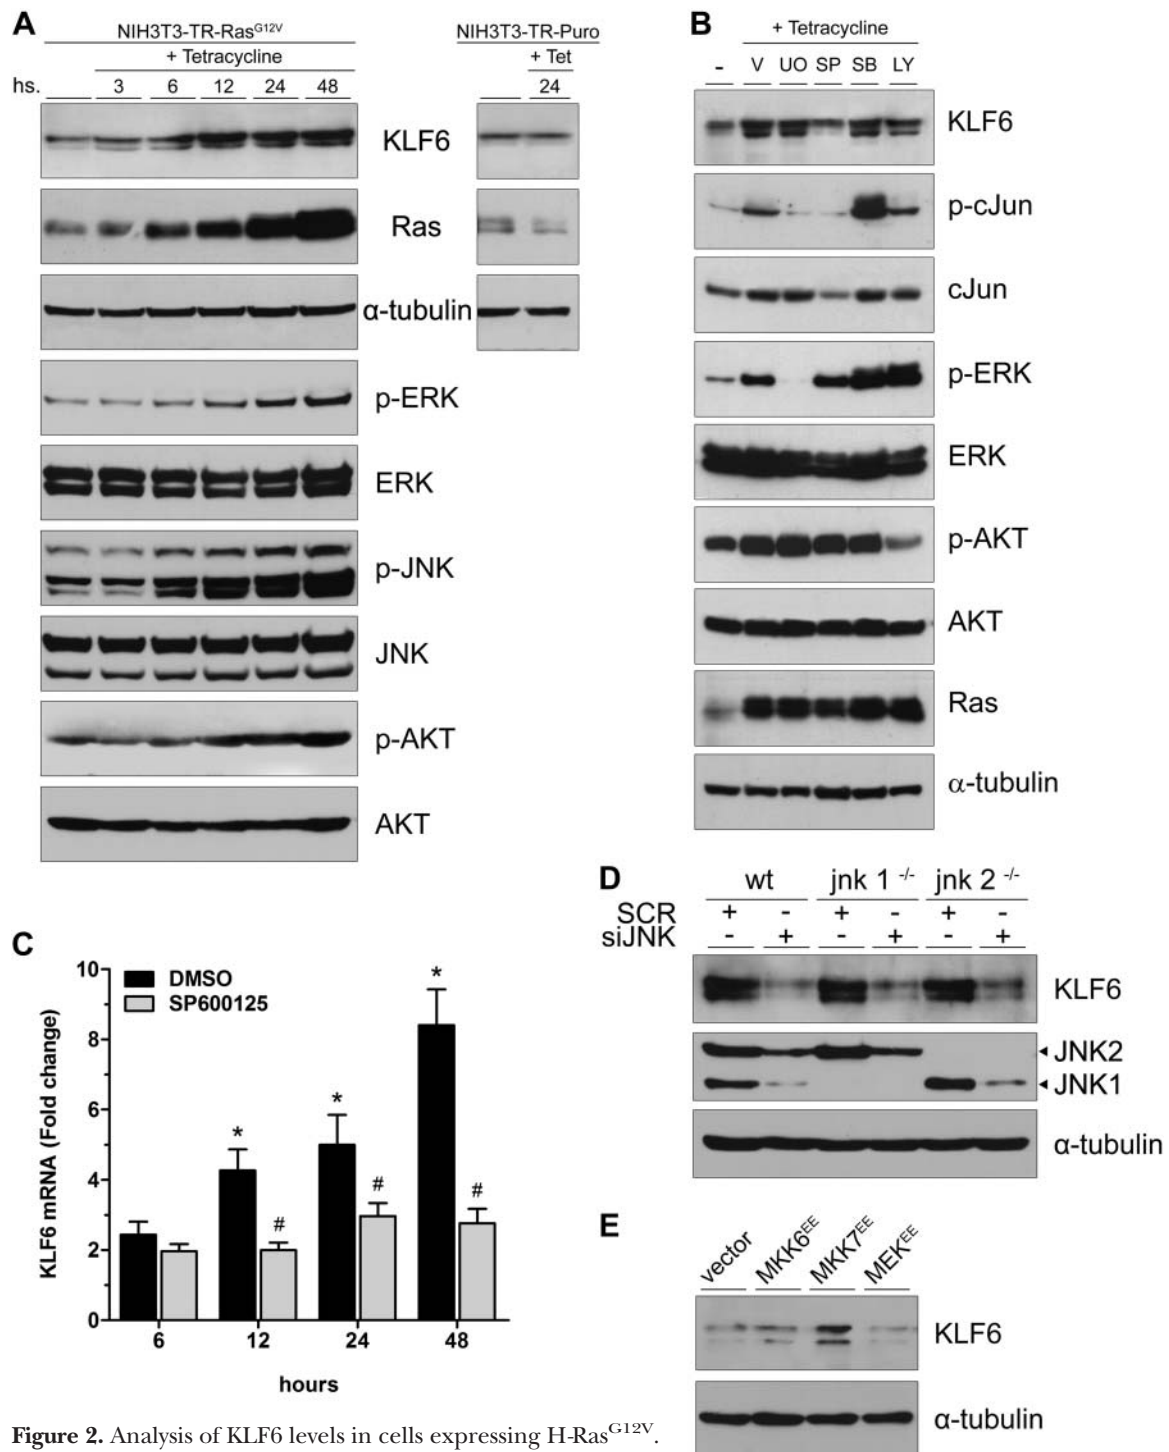 A
NIH3T3-TR-RasG12V
+ Tetracycline
hs. 3 6 12 24 48
NIH3T3-TR-Puro
+ Tet
24
KLF6
Ras
α-tubulin
p-ERK
ERK
p-JNK
JNK
p-AKT
AKT
B
+ Tetracycline
- V UO SP SB LY
KLF6
p-cJun
cJun
p-ERK
ERK
p-AKT
AKT
Ras
α-tubulin
C
DMSO
SP600125
KLF6 mRNA (Fold change)
10
8
6
4
2
0
* * *
# # #
6 12 24 48
hours
D
wt jnk 1 -/- jnk 2 -/-
SCR + - + - + -
siJNK - + - + - +
KLF6
◂JNK2
◂JNK1
α-tubulin
E
vector MKK6EE MKK7EE MEKEE
KLF6
α-tubulin
Figure 2. Analysis of KLF6 levels in cells expressing H-RasG12V.